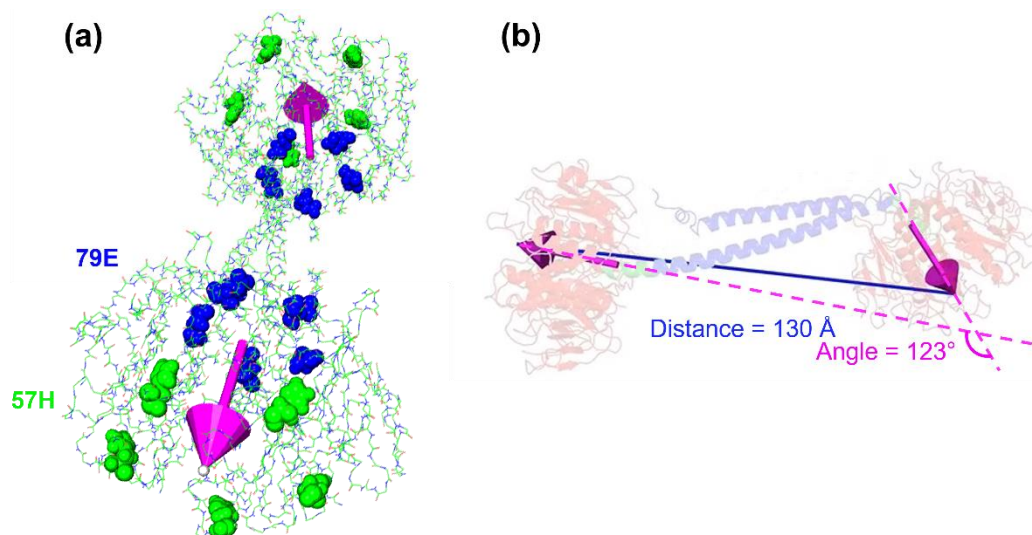 (a)
(b)
79E
57H
Distance = 130 Å
Angle = 123°